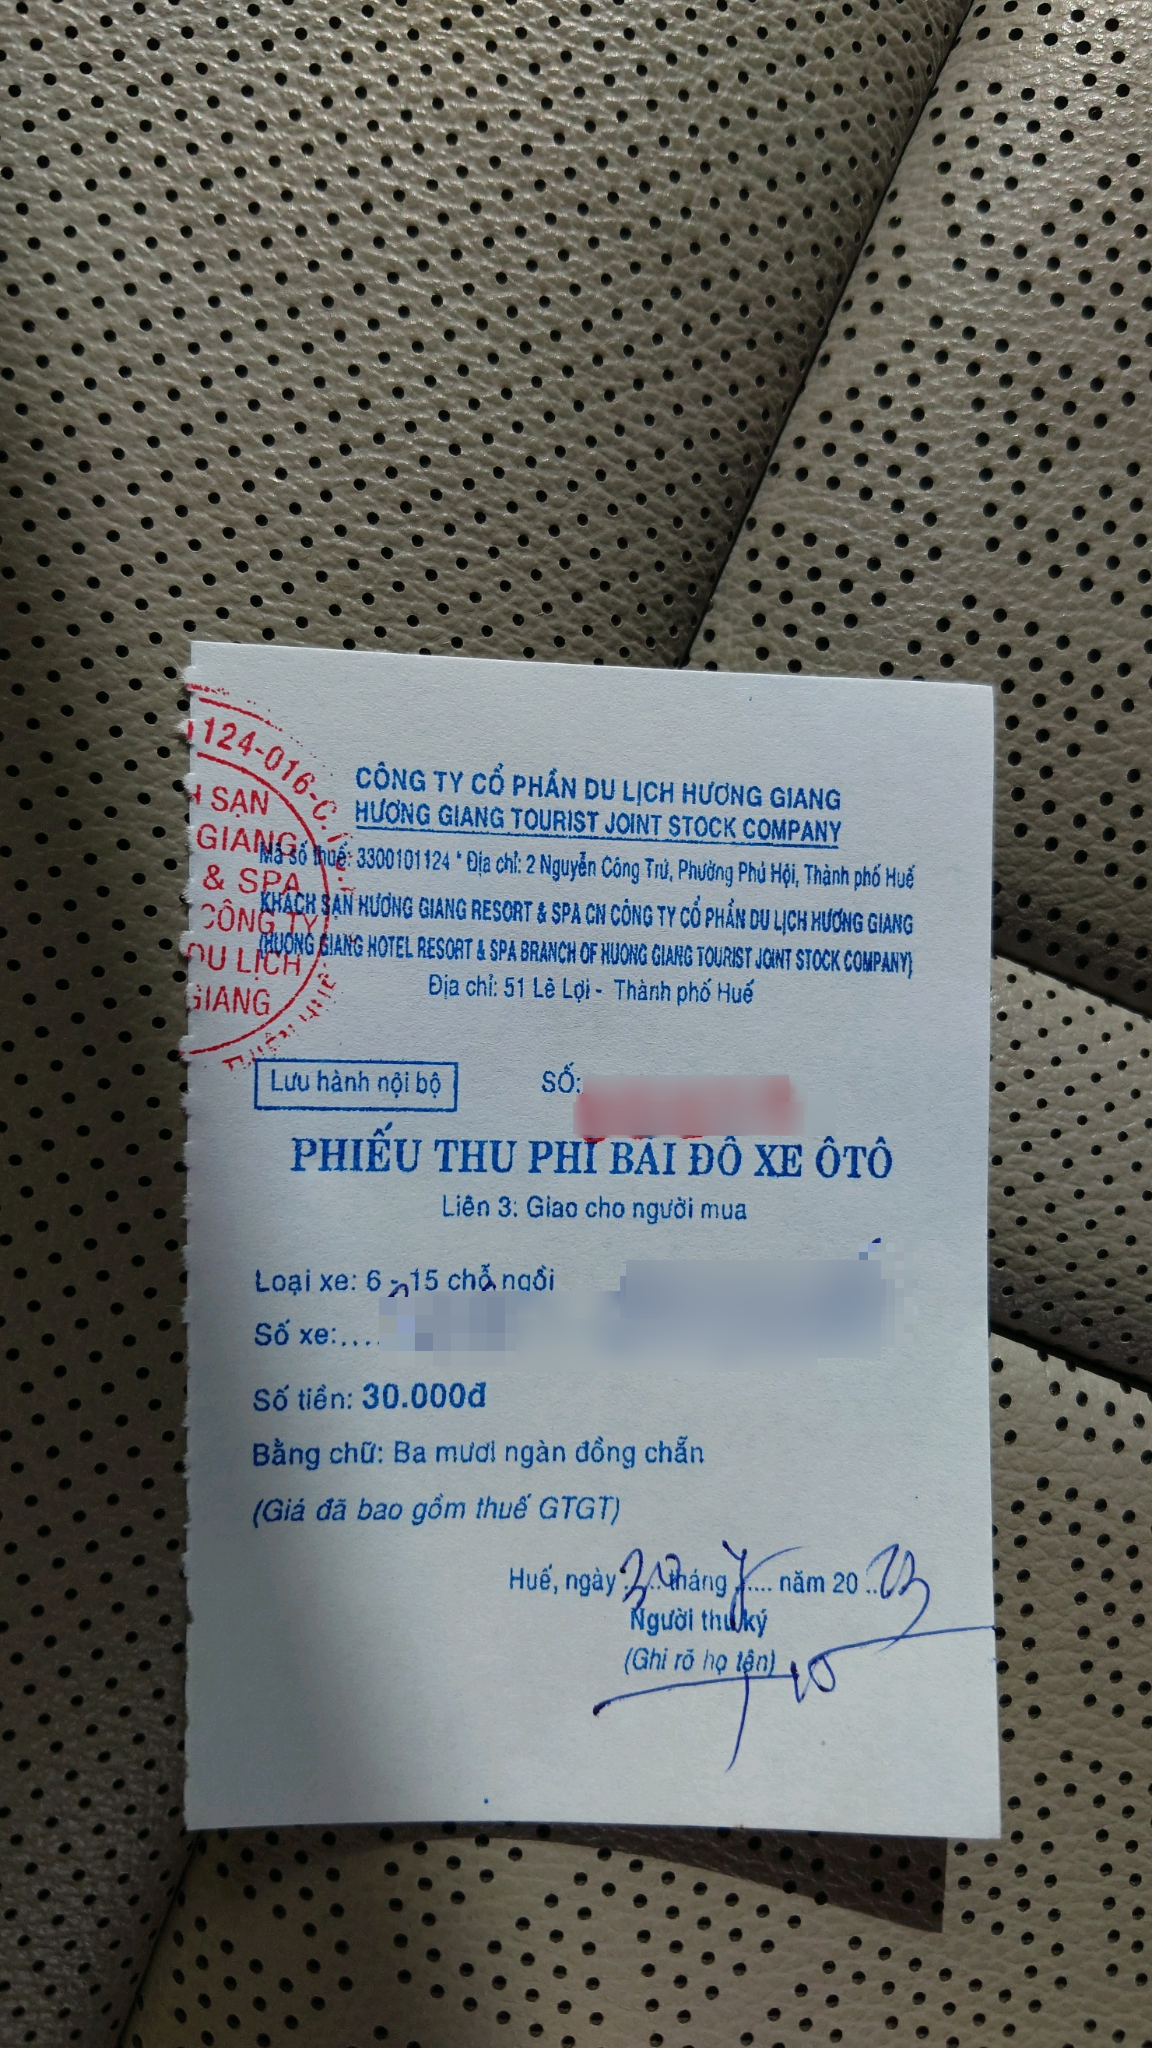 1124-016-C.
H SẠN
GIANG
& SPA
CÔNG TY
DU LỊCH
GIANG
CÔNG TY CỔ PHẦN DU LỊCH HƯƠNG GIANG
HƯƠNG GIANG TOURIST JOINT STOCK COMPANY
Mã số thuế: 3300101124 * Địa chỉ: 2 Nguyễn Công Trứ, Phường Phú Hội, Thành phố Huế
KHÁCH SẠN HƯƠNG GIANG RESORT & SPA CN CÔNG TY CỔ PHẦN DU LỊCH HƯƠNG GIANG
(HUONG GIANG HOTEL RESORT & SPA BRANCH OF HUONG GIANG TOURIST JOINT STOCK COMPANY)
Địa chỉ: 51 Lê Lợi - Thành phố Huế
Lưu hành nội bộ
SỐ:
PHIẾU THU PHÍ BÃI ĐỖ XE ÔTÔ
Liên 3: Giao cho người mua
Loại xe: 6 - 15 chỗ ngồi
Số xe:....
Số tiền: 30.000đ
Bằng chữ: Ba mươi ngàn đồng chẵn
(Giá đã bao gồm thuế GTGT)
Huế, ngày 30 tháng ..... năm 20 ..23
Người thu ký
(Ghi rõ họ tên)